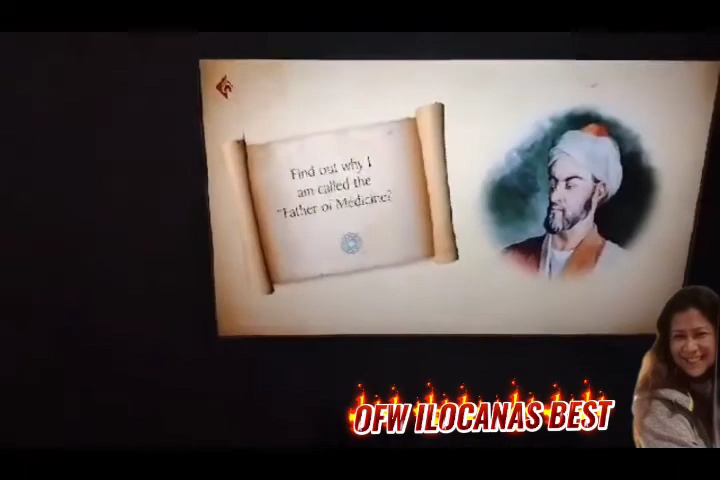 Find out why I
am called the
"Father of Medicine?
OFW ILOCANAS BEST